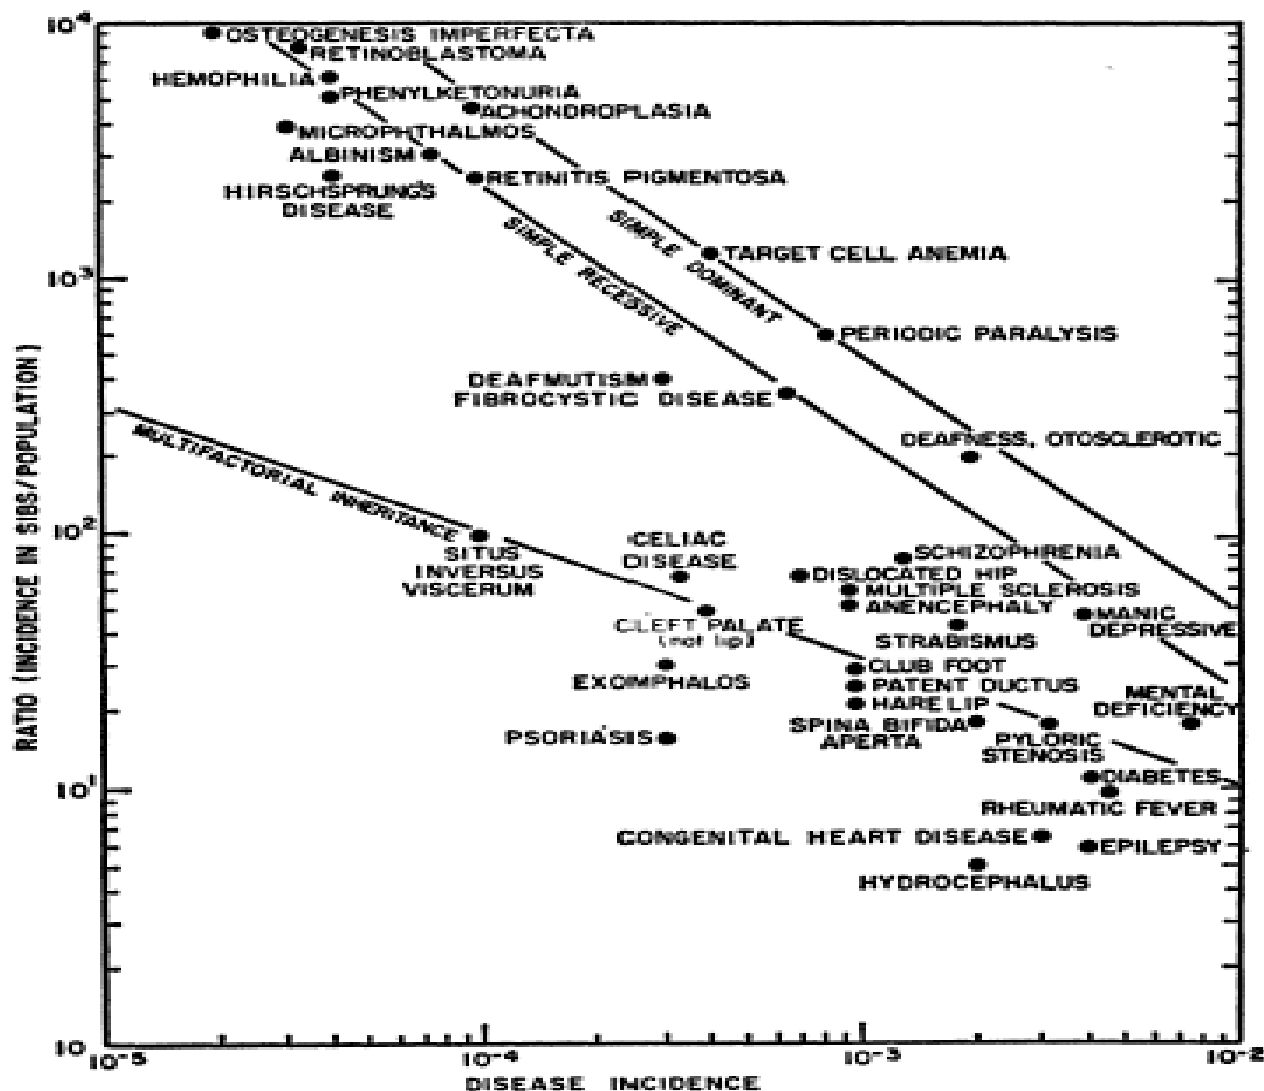 10⁴
OSTEOGENESIS IMPERFECTA
RETINOBLASTOMA
HEMOPHILIA
PHENYLKETONURIA
ACHONDROPLASIA
MICROPHTHALMOS
ALBINISM
RETINITIS PIGMENTOSA
HIRSCHSPRUNG'S
DISEASE
SIMPLE RECESSIVE
SIMPLE DOMINANT
TARGET CELL ANEMIA
10³
PERIODIC PARALYSIS
DEAFMUTISM
FIBROCYSTIC DISEASE
DEAFNESS, OTOSCLEROTIC
MULTIFACTORIAL INHERITANCE
RATIO (INCIDENCE IN SIBS/POPULATION)
10²
SITUS
INVERSUS
VISCERUM
CELIAC
DISEASE
SCHIZOPHRENIA
DISLOCATED HIP
MULTIPLE SCLEROSIS
ANENCEPHALY
CLEFT PALATE
(not lip)
STRABISMUS
MANIC
DEPRESSIVE
CLUB FOOT
EXOMPHALOS
PATENT DUCTUS
HARE LIP
MENTAL
DEFICIENCY
SPINA BIFIDA
APERTA
PSORIASIS
PYLORIC
STENOSIS
10¹
DIABETES
RHEUMATIC FEVER
CONGENITAL HEART DISEASE
EPILEPSY
HYDROCEPHALUS
10
10⁻⁵
10⁻⁴
10⁻³
10⁻²
DISEASE INCIDENCE